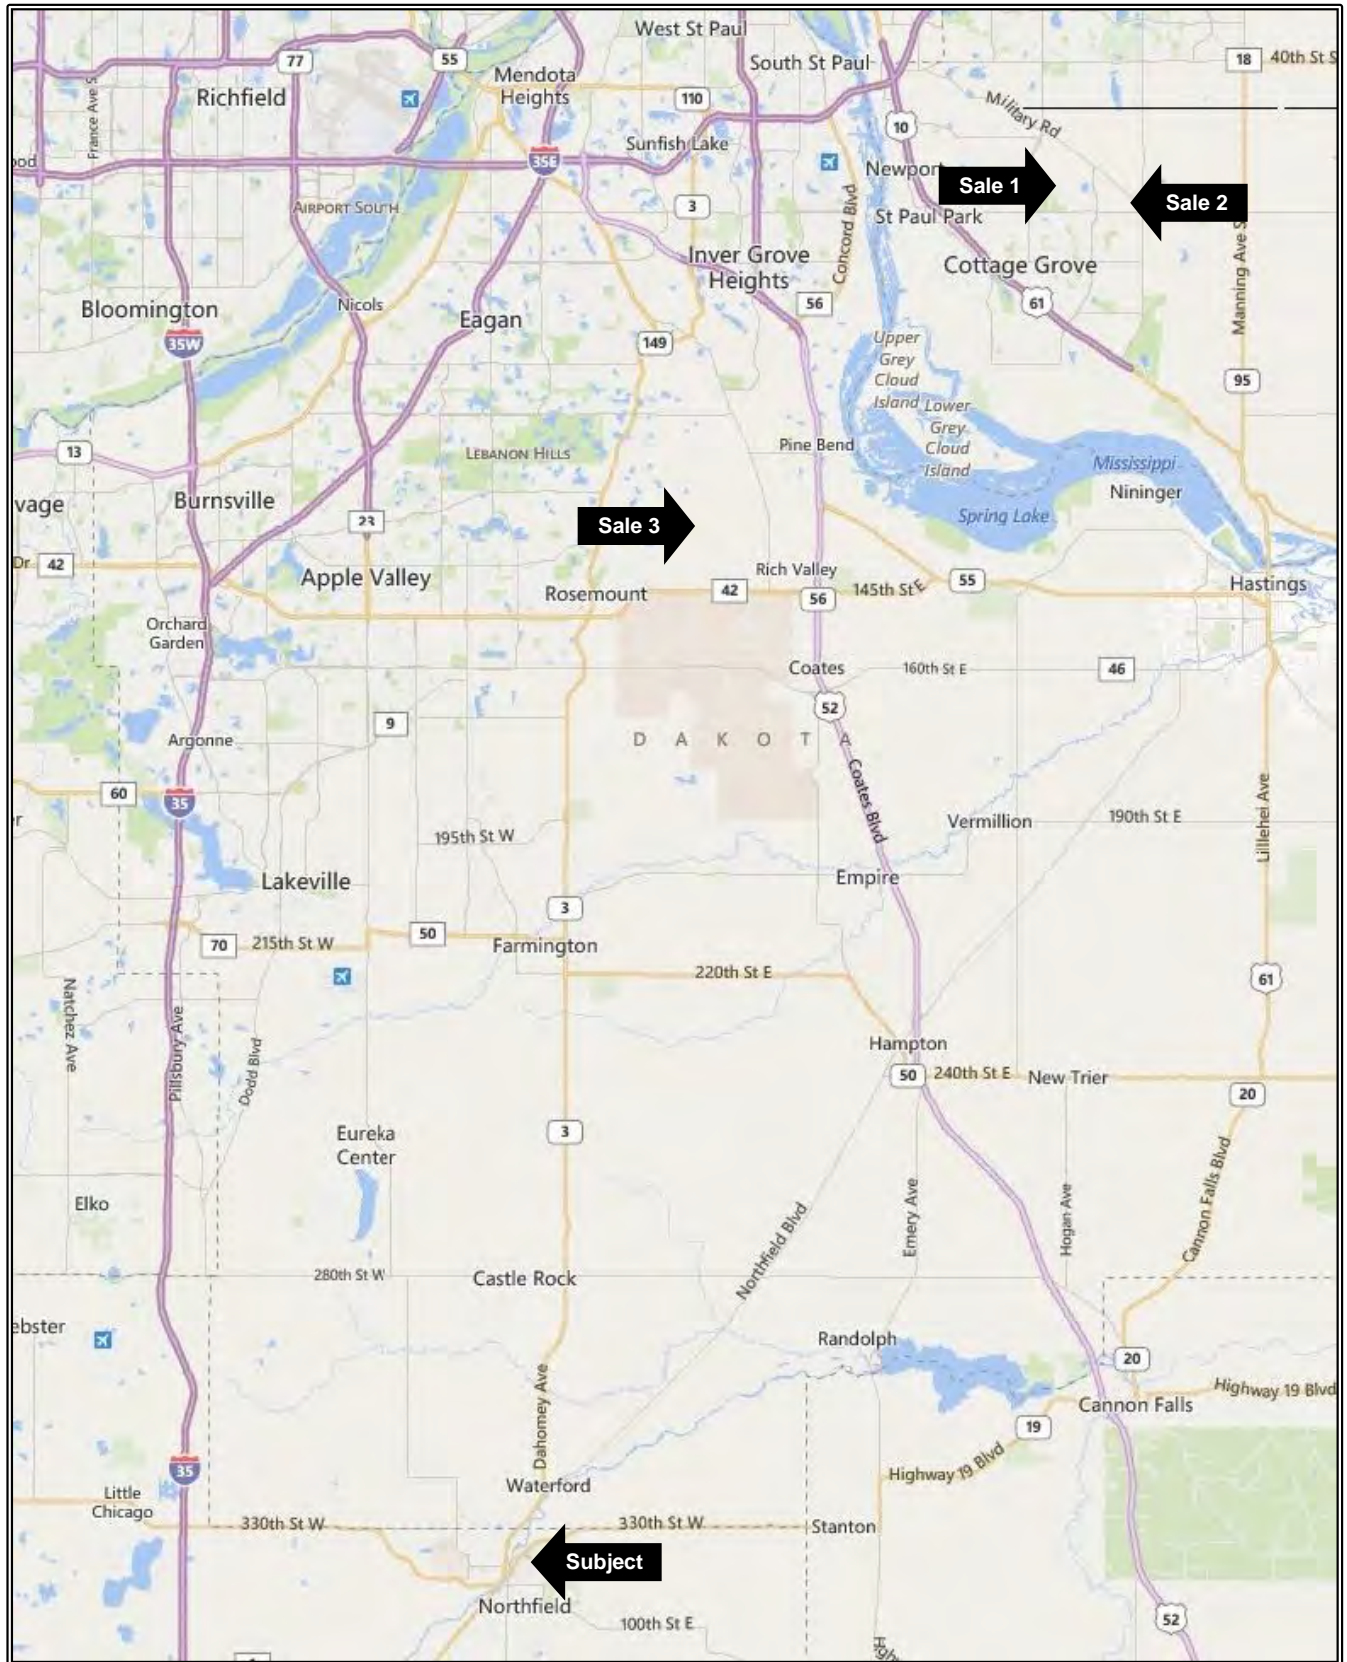 West St Paul
77
55
South St Paul
18
40th St S
Mendota
Heights
Richfield
France Ave S
110
Military Rd
10
Sunfish Lake
35E
Newport
Sale 1
Sale 2
3
AIRPORT SOUTH
St Paul Park
Concord Blvd
Inver Grove
Heights
Cottage Grove
Manning Ave S
Bloomington
Nicols
56
61
Eagan
35W
149
Upper
Grey
Cloud
Island
95
Lower
Grey
Cloud
Island
13
LEBANON HILLS
Pine Bend
Mississippi
Nininger
vage
Burnsville
Spring Lake
23
Sale 3
Dr
42
Apple Valley
Rich Valley
55
Hastings
Rosemount
42
56
145th St E
Orchard
Garden
Coates
160th St E
46
52
9
DAKOTA
Argonne
Coates Blvd
60
35
Lillehei Ave
195th St W
Vermillion
190th St E
Lakeville
Empire
3
70
215th St W
50
Farmington
220th St E
61
Natchez Ave
Pillsbury Ave
Dodd Blvd
Hampton
50
240th St E
New Trier
20
Eureka
Center
3
Elko
Northfield Blvd
Emery Ave
Hogan Ave
Cannon Falls Blvd
280th St W
Castle Rock
ebster
Randolph
20
Highway 19 Blvd
Dahomey Ave
Cannon Falls
19
35
Highway 19 Blvd
Little
Chicago
Waterford
330th St W
330th St W
Stanton
Subject
Northfield
100th St E
52